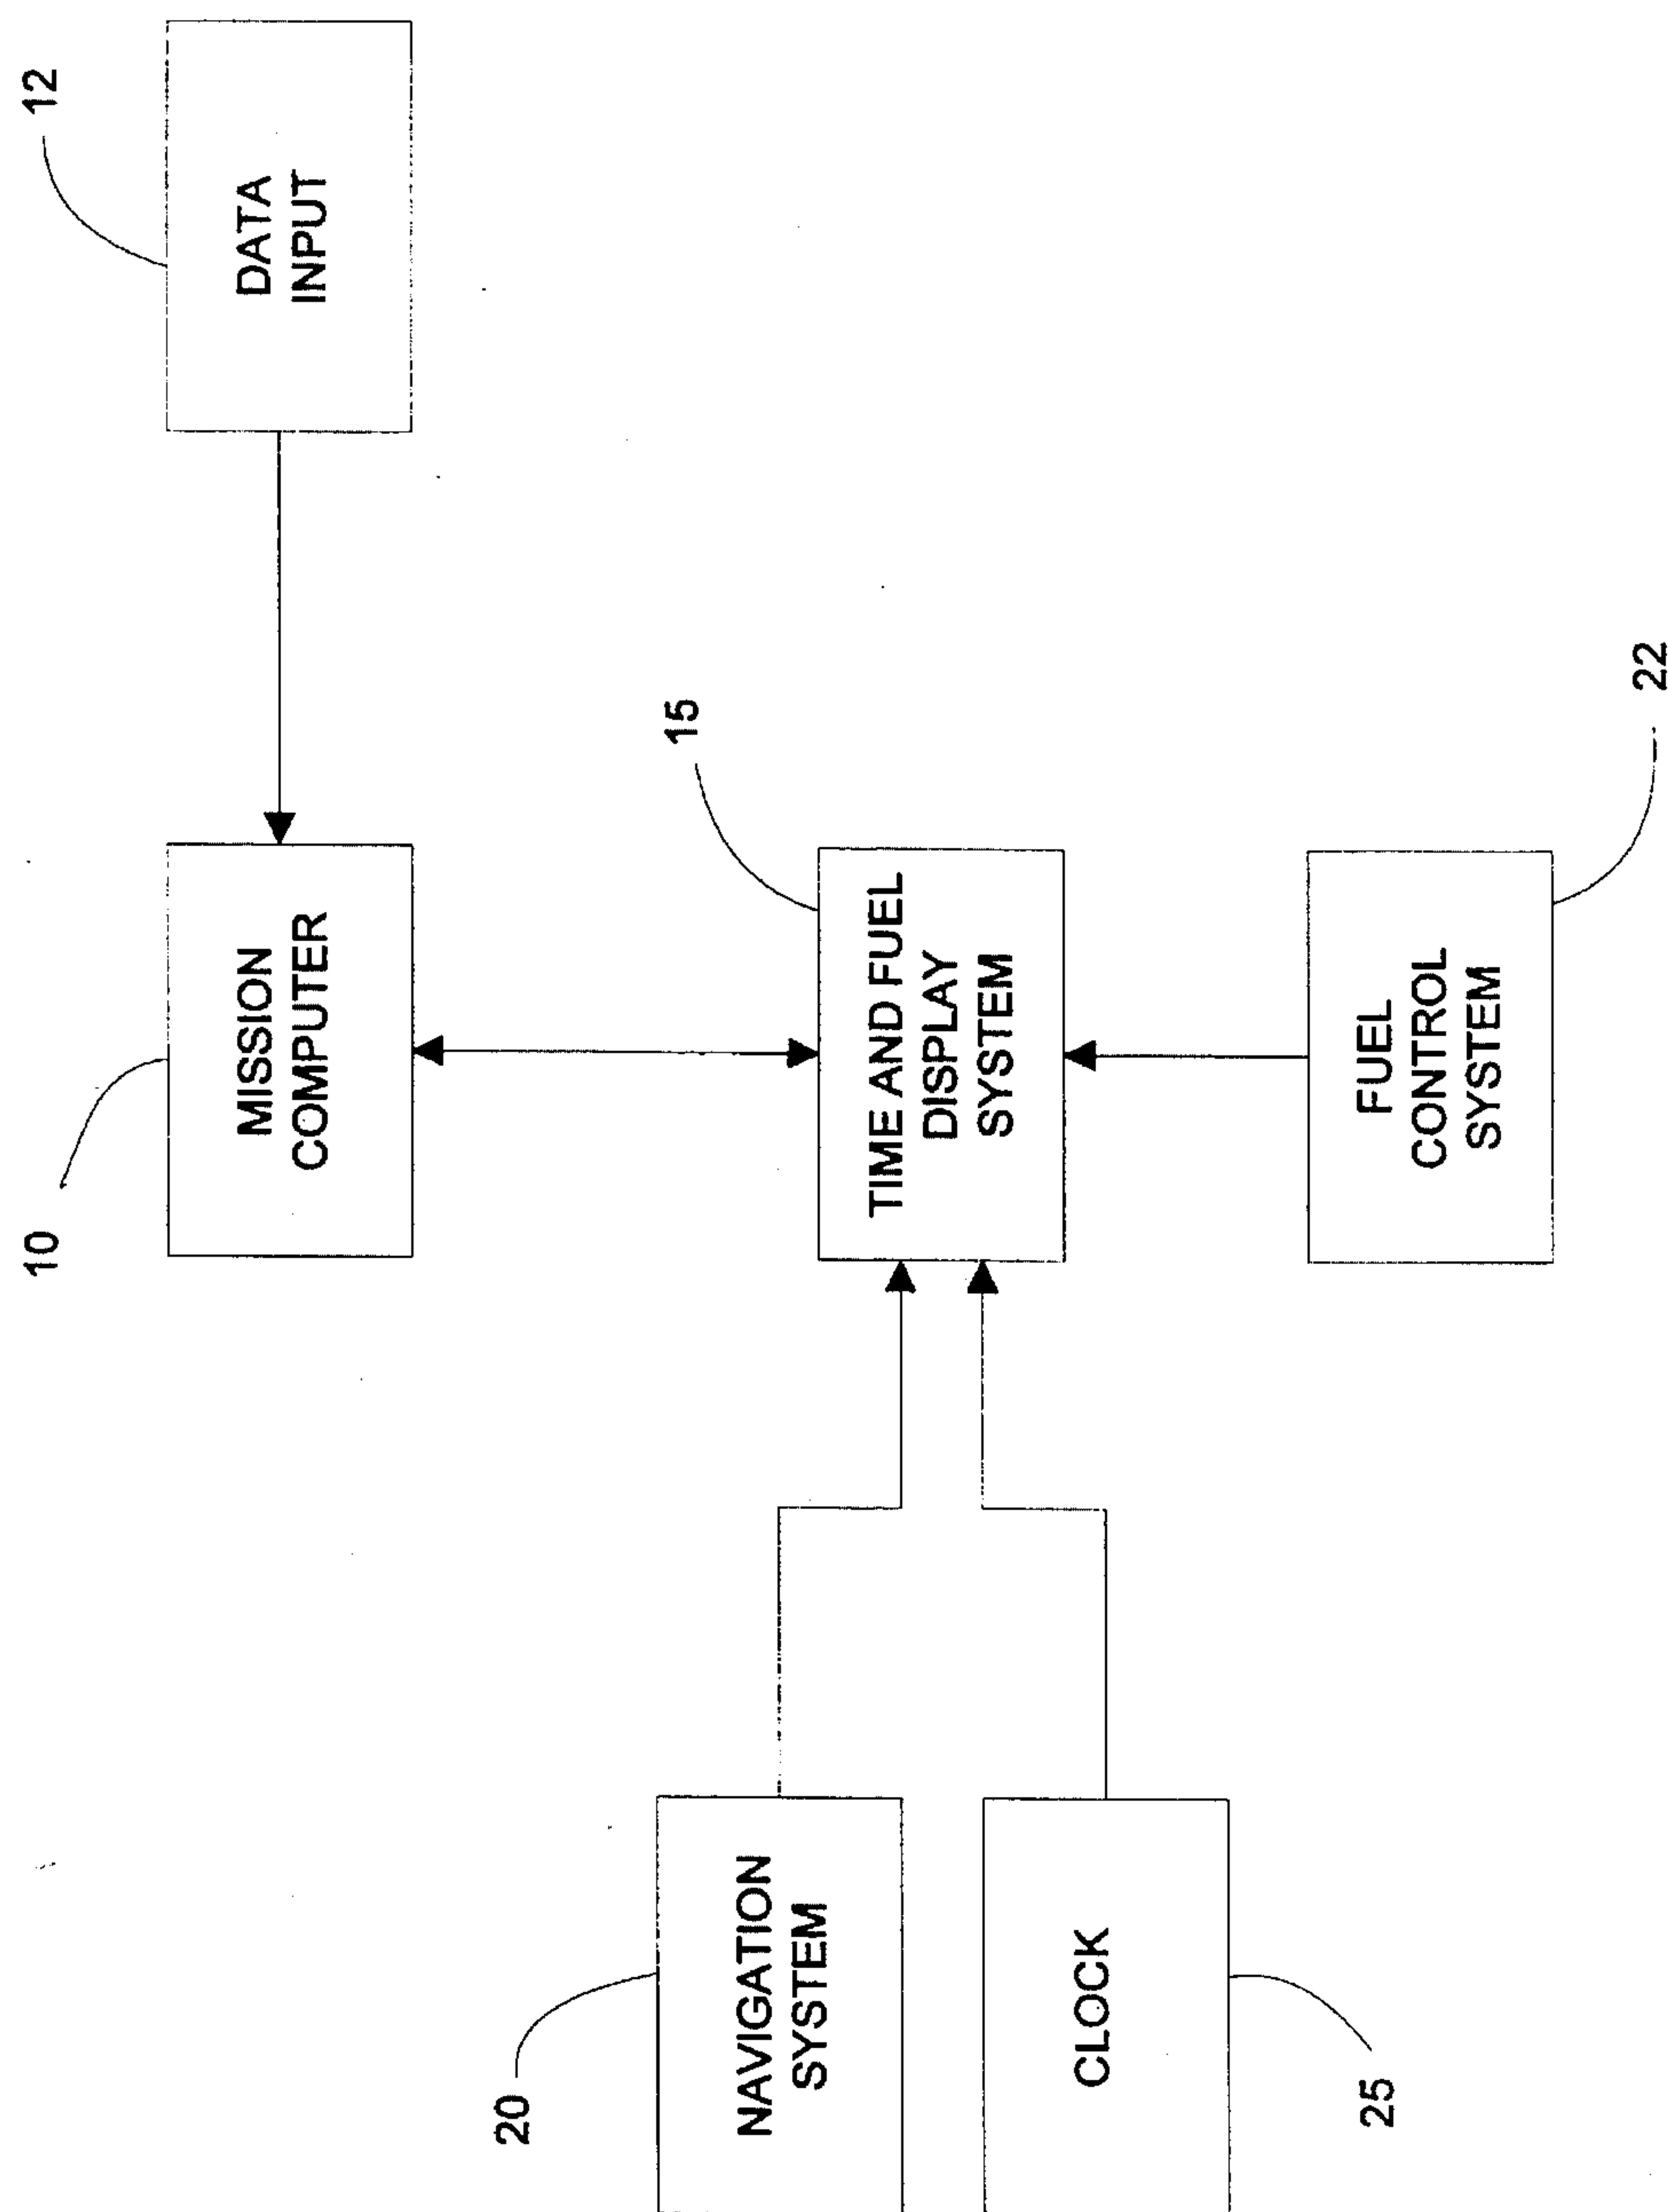 12
DATA
INPUT
10
MISSION
COMPUTER
15
TIME AND FUEL
DISPLAY
SYSTEM
20
NAVIGATION
SYSTEM
CLOCK
25
FUEL
CONTROL
SYSTEM
22